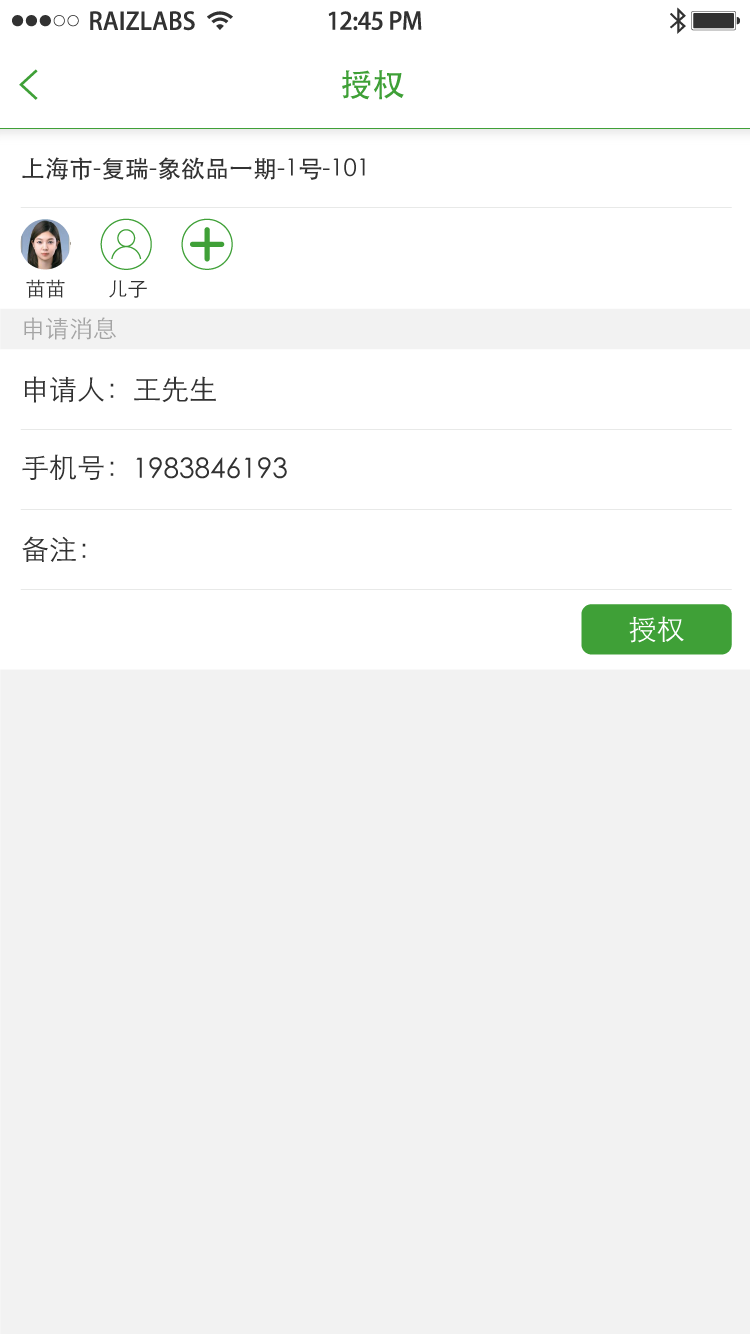 RAIZLABS 12:45 PM
授权
上海市-复瑞-象欲品一期-1号-101
苗苗 儿子
申请消息
申请人：王先生
手机号：1983846193
备注：
授权